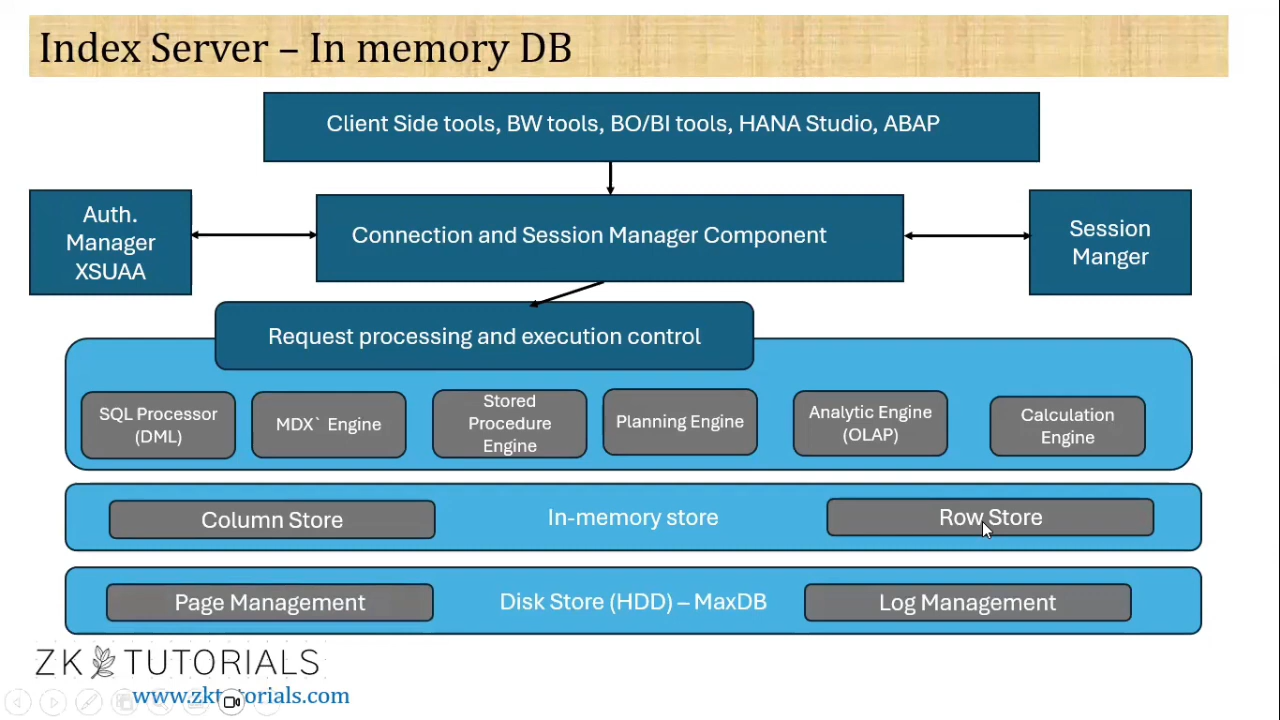 Index Server – In memory DB
Client Side tools, BW tools, BO/BI tools, HANA Studio, ABAP
Auth.
Manager
XSUAA
Connection and Session Manager Component
Session
Manger
Request processing and execution control
SQL Processor
(DML)
MDX` Engine
Stored
Procedure
Engine
Planning Engine
Analytic Engine
(OLAP)
Calculation
Engine
Column Store
In-memory store
Row Store
Page Management
Disk Store (HDD) – MaxDB
Log Management
ZK TUTORIALS
www.zktutorials.com